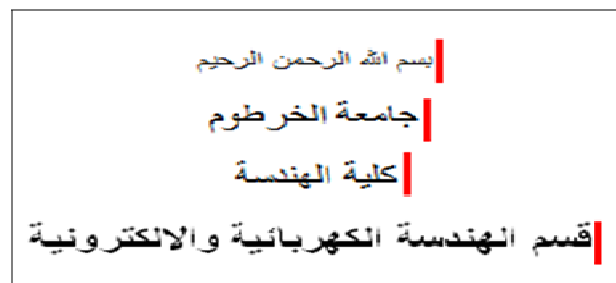 بسم الله الرحمن الرحيم
جامعة الخرطوم
كلية الهندسة
قسم الهندسة الكهربائية والالكترونية